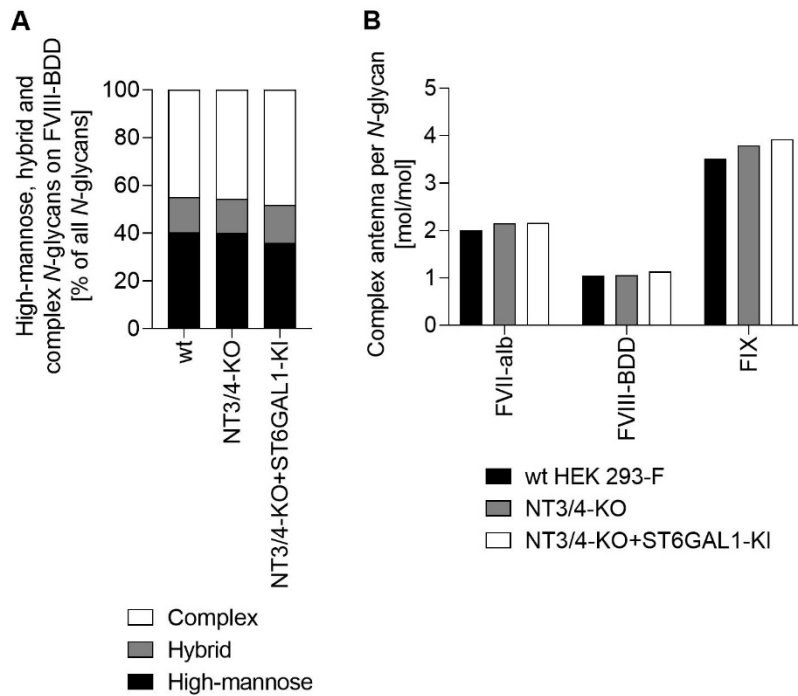 A
High-mannose, hybrid and
complex N-glycans on FVIII-BDD
[% of all N-glycans]
100
80
60
40
20
0
wt
NT3/4-KO
NT3/4-KO+ST6GAL1-KI
Complex
Hybrid
High-mannose
B
Complex antenna per N-glycan
[mol/mol]
5
4
3
2
1
0
FVII-alb
FVIII-BDD
FIX
wt HEK 293-F
NT3/4-KO
NT3/4-KO+ST6GAL1-KI